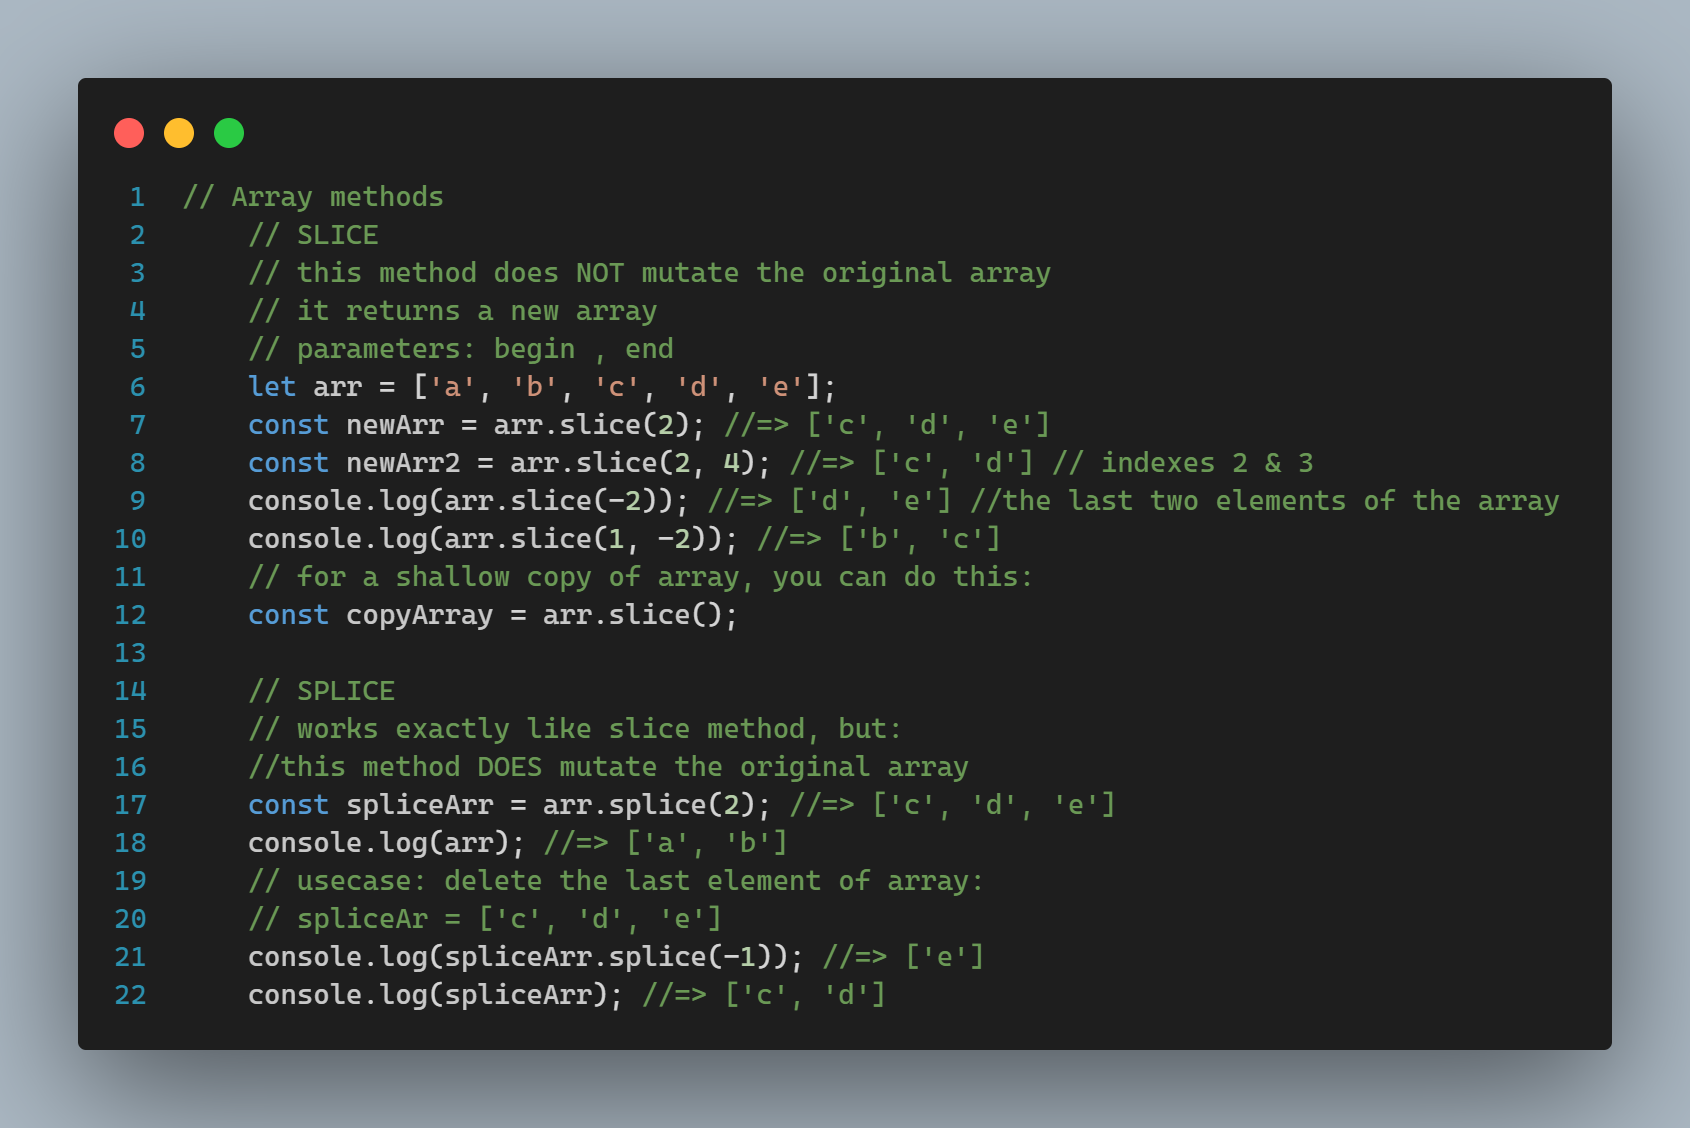 1 // Array methods
2 // SLICE
3 // this method does NOT mutate the original array
4 // it returns a new array
5 // parameters: begin , end
6 let arr = ['a', 'b', 'c', 'd', 'e'];
7 const newArr = arr.slice(2); //=> ['c', 'd', 'e']
8 const newArr2 = arr.slice(2, 4); //=> ['c', 'd'] // indexes 2 & 3
9 console.log(arr.slice(-2)); //=> ['d', 'e'] //the last two elements of the array
10 console.log(arr.slice(1, -2)); //=> ['b', 'c']
11 // for a shallow copy of array, you can do this:
12 const copyArray = arr.slice();
13
14 // SPLICE
15 // works exactly like slice method, but:
16 //this method DOES mutate the original array
17 const spliceArr = arr.splice(2); //=> ['c', 'd', 'e']
18 console.log(arr); //=> ['a', 'b']
19 // usecase: delete the last element of array:
20 // spliceAr = ['c', 'd', 'e']
21 console.log(spliceArr.splice(-1)); //=> ['e']
22 console.log(spliceArr); //=> ['c', 'd']